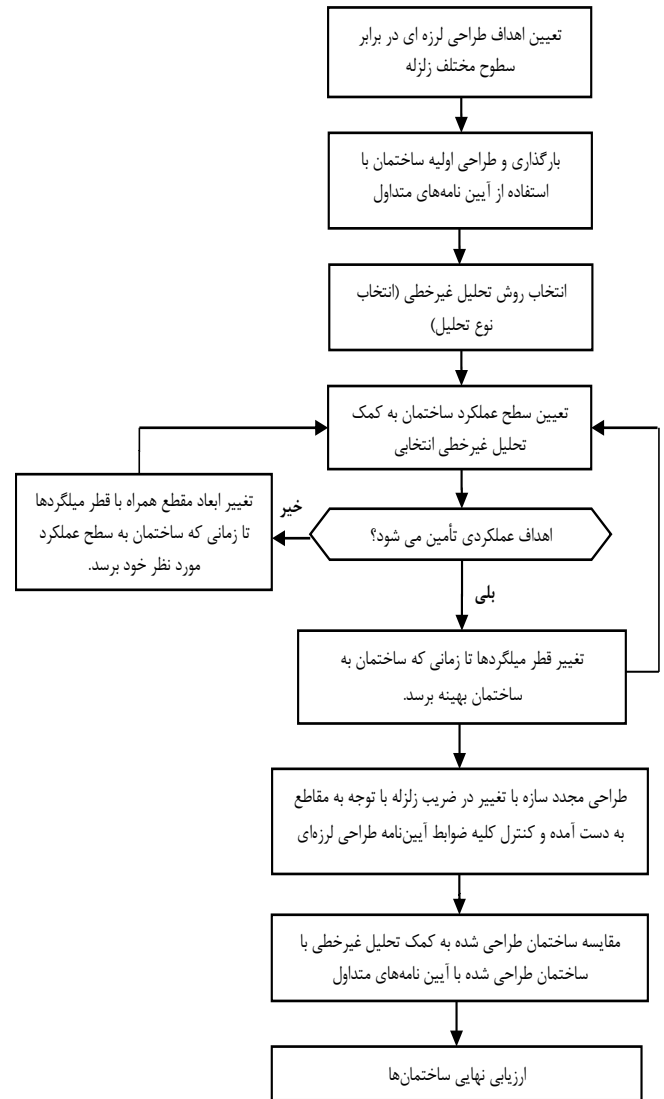 تعیین اهداف طراحی لرزه ای در برابر
سطوح مختلف زلزله
بارگذاری و طراحی اولیه ساختمان با
استفاده از آیین نامه‌های متداول
انتخاب روش تحلیل غیرخطی (انتخاب
نوع تحلیل)
تعیین سطح عملکرد ساختمان به کمک
تحلیل غیرخطی انتخابی
اهداف عملکردی تأمین می شود؟
خیر
تغییر ابعاد مقطع همراه با قطر میلگردها
تا زمانی که ساختمان به سطح عملکرد
مورد نظر خود برسد.
بلی
تغییر قطر میلگردها تا زمانی که ساختمان به
ساختمان بهینه برسد.
طراحی مجدد سازه با تغییر در ضریب زلزله با توجه به مقاطع
به دست آمده و کنترل کلیه ضوابط آیین‌نامه طراحی لرزه‌ای
مقایسه ساختمان طراحی شده به کمک تحلیل غیرخطی با
ساختمان طراحی شده با آیین نامه‌های متداول
ارزیابی نهایی ساختمان‌ها